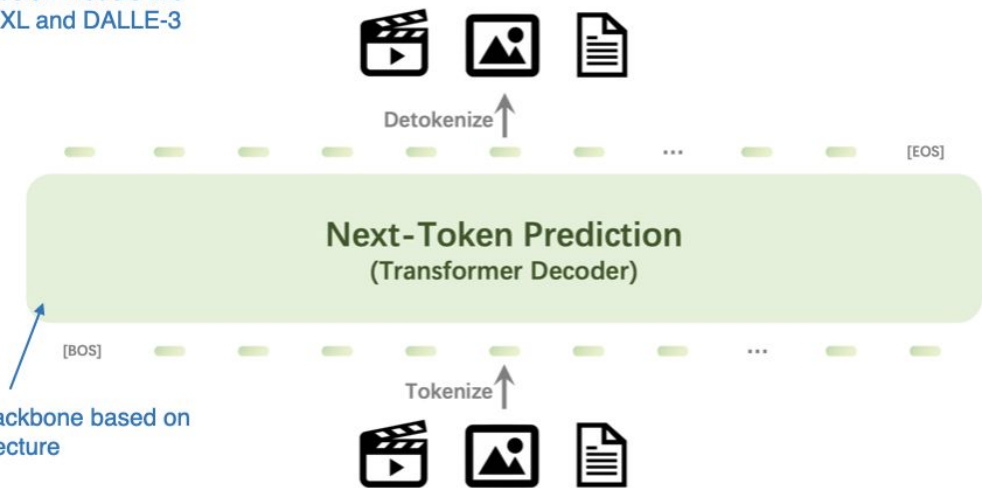 XL and DALLE-3
Detokenize
... [EOS]
Next-Token Prediction
(Transformer Decoder)
[BOS] ...
Tokenize
ackbone based on
ecture